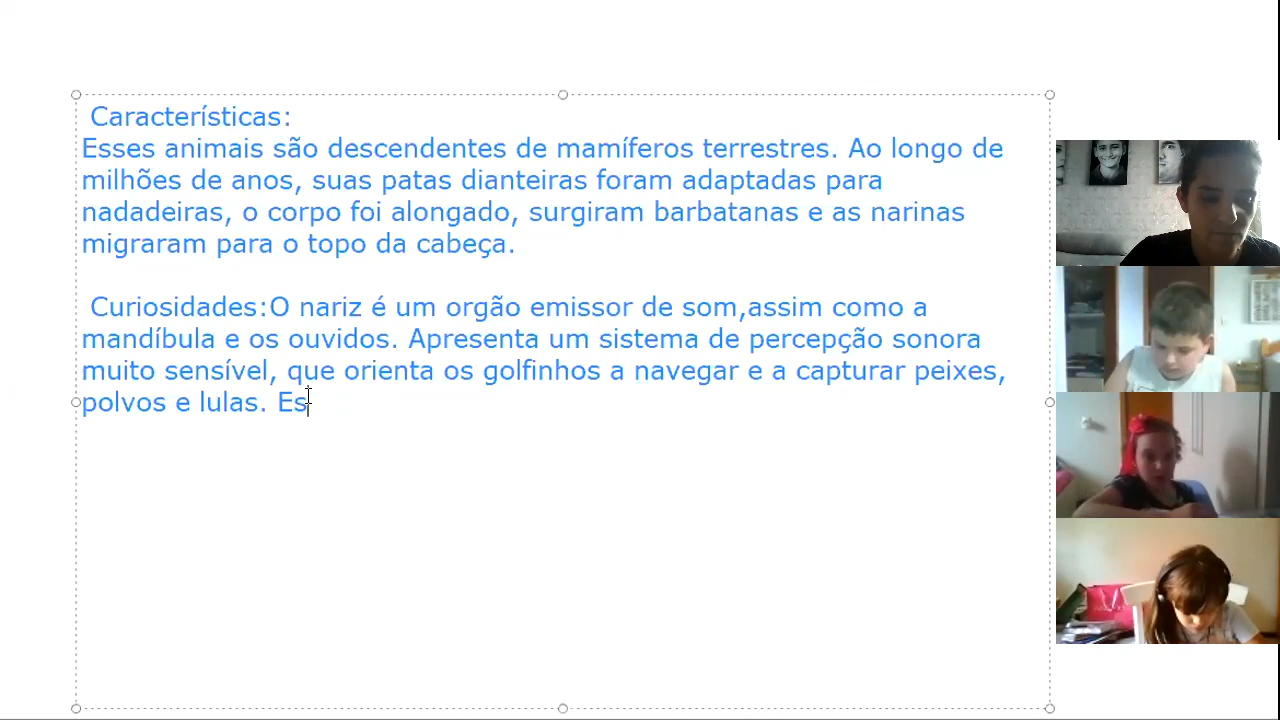 Características:
Esses animais são descendentes de mamíferos terrestres. Ao longo de
milhões de anos, suas patas dianteiras foram adaptadas para
nadadeiras, o corpo foi alongado, surgiram barbatanas e as narinas
migraram para o topo da cabeça.
Curiosidades:O nariz é um orgão emissor de som,assim como a
mandíbula e os ouvidos. Apresenta um sistema de percepção sonora
muito sensível, que orienta os golfinhos a navegar e a capturar peixes,
polvos e lulas. Es